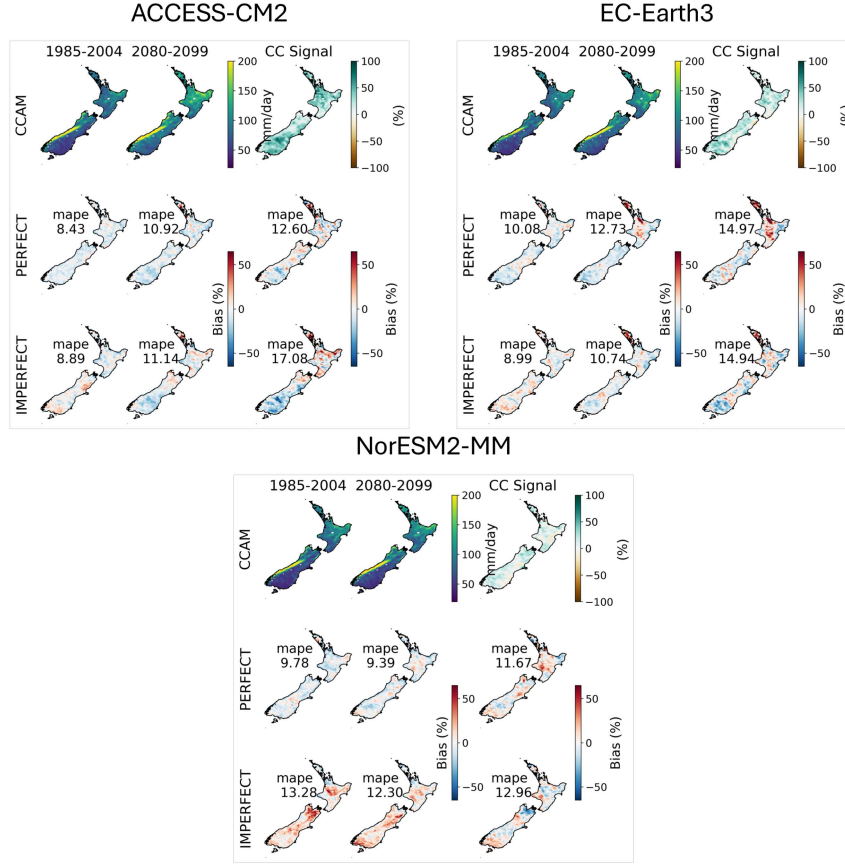 ACCESS-CM2
1985-2004 2080-2099 CC Signal
CCAM
200
150
100
50
mm/day
100
50
0
−50
−100
(%)
PERFECT
mape
8.43
mape
10.92
mape
12.60
50
0
−50
Bias (%)
50
0
−50
Bias (%)
IMPERFECT
mape
8.89
mape
11.14
mape
17.08
EC-Earth3
1985-2004 2080-2099 CC Signal
CCAM
200
150
100
50
mm/day
100
50
0
−50
−100
(%)
PERFECT
mape
10.08
mape
12.73
mape
14.97
50
0
−50
Bias (%)
50
0
−50
Bias (%)
IMPERFECT
mape
8.99
mape
10.74
mape
14.94
NorESM2-MM
1985-2004 2080-2099 CC Signal
CCAM
200
150
100
50
mm/day
100
50
0
−50
−100
(%)
PERFECT
mape
9.78
mape
9.39
mape
11.67
50
0
−50
Bias (%)
50
0
−50
Bias (%)
IMPERFECT
mape
13.28
mape
12.30
mape
12.96